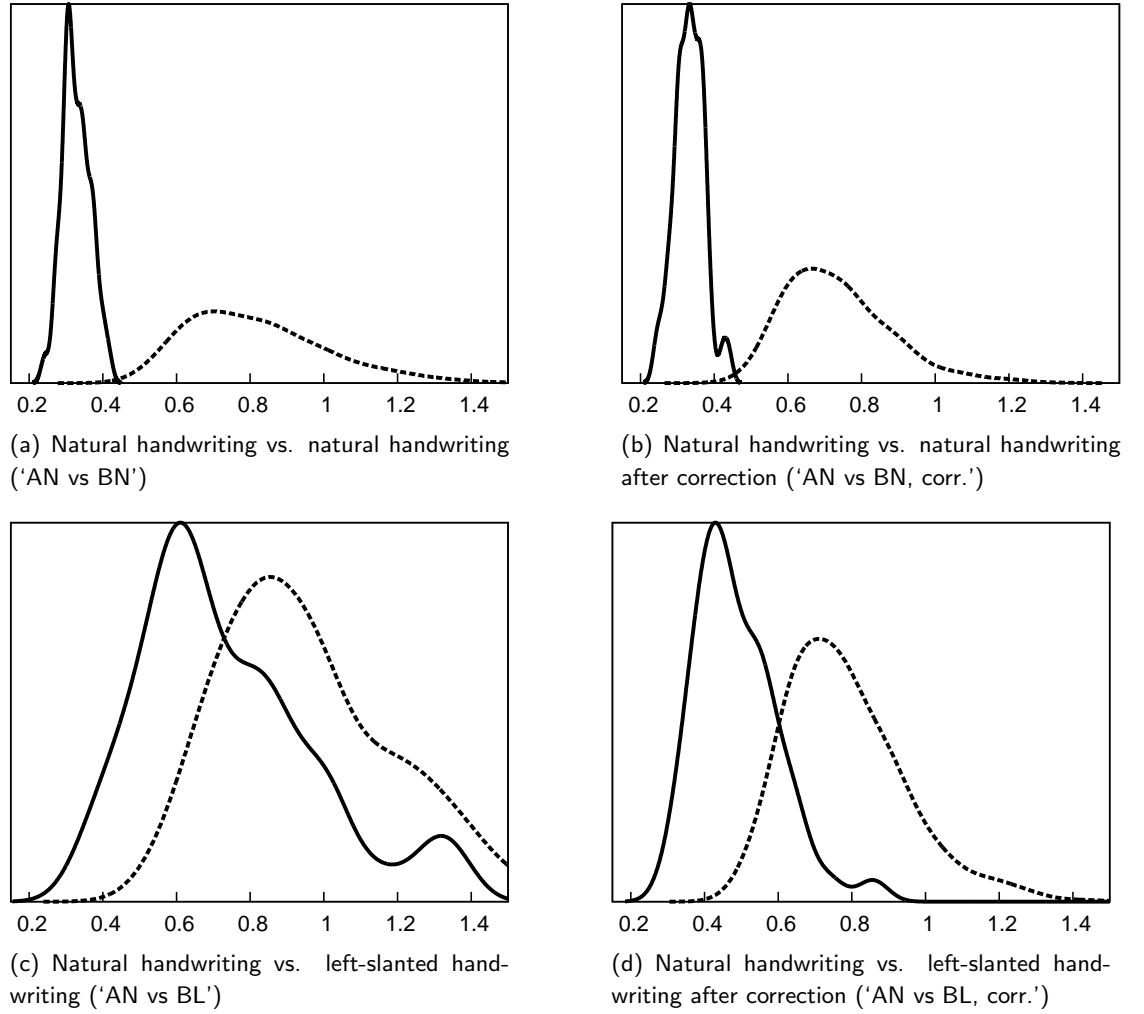 0.2 0.4 0.6 0.8 1 1.2 1.4
0.2 0.4 0.6 0.8 1 1.2 1.4
(a) Natural handwriting vs. natural handwriting
(‘AN vs BN’)
(b) Natural handwriting vs. natural handwriting
after correction (‘AN vs BN, corr.’)
0.2 0.4 0.6 0.8 1 1.2 1.4
0.2 0.4 0.6 0.8 1 1.2 1.4
(c) Natural handwriting vs. left-slanted hand-
writing (‘AN vs BL’)
(d) Natural handwriting vs. left-slanted hand-
writing after correction (‘AN vs BL, corr.’)